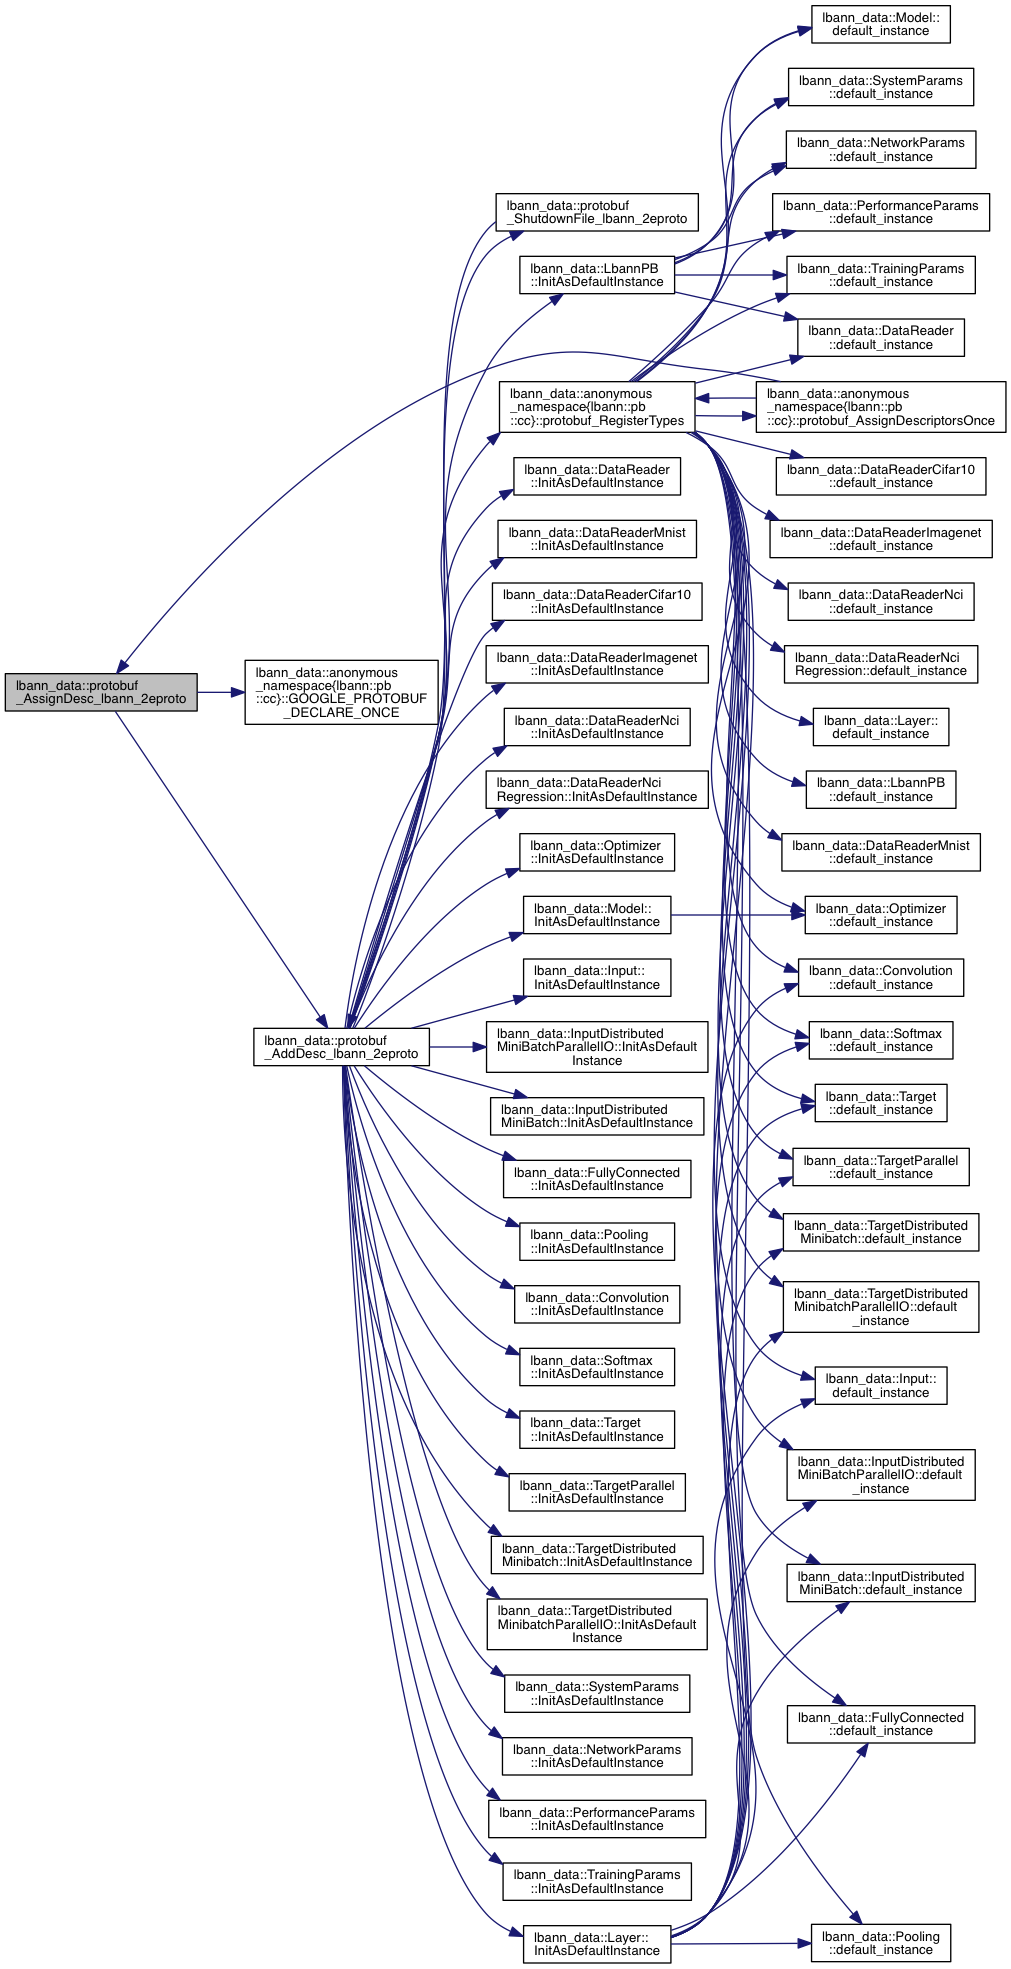 lbann_data::protobuf
_AssignDesc_lbann_2eproto
lbann_data::anonymous
_namespace{lbann::pb
::cc}::GOOGLE_PROTOBUF
_DECLARE_ONCE
lbann_data::protobuf
_AddDesc_lbann_2eproto
lbann_data::protobuf
_ShutdownFile_lbann_2eproto
lbann_data::LbannPB
::InitAsDefaultInstance
lbann_data::anonymous
_namespace{lbann::pb
::cc}::protobuf_RegisterTypes
lbann_data::DataReader
::InitAsDefaultInstance
lbann_data::DataReaderMnist
::InitAsDefaultInstance
lbann_data::DataReaderCifar10
::InitAsDefaultInstance
lbann_data::DataReaderImagenet
::InitAsDefaultInstance
lbann_data::DataReaderNci
::InitAsDefaultInstance
lbann_data::DataReaderNci
Regression::InitAsDefaultInstance
lbann_data::Optimizer
::InitAsDefaultInstance
lbann_data::Model::
InitAsDefaultInstance
lbann_data::Input::
InitAsDefaultInstance
lbann_data::InputDistributed
MiniBatchParallelIO::InitAsDefault
Instance
lbann_data::InputDistributed
MiniBatch::InitAsDefaultInstance
lbann_data::FullyConnected
::InitAsDefaultInstance
lbann_data::Pooling
::InitAsDefaultInstance
lbann_data::Convolution
::InitAsDefaultInstance
lbann_data::Softmax
::InitAsDefaultInstance
lbann_data::Target
::InitAsDefaultInstance
lbann_data::TargetParallel
::InitAsDefaultInstance
lbann_data::TargetDistributed
Minibatch::InitAsDefaultInstance
lbann_data::TargetDistributed
MinibatchParallelIO::InitAsDefault
Instance
lbann_data::SystemParams
::InitAsDefaultInstance
lbann_data::NetworkParams
::InitAsDefaultInstance
lbann_data::PerformanceParams
::InitAsDefaultInstance
lbann_data::TrainingParams
::InitAsDefaultInstance
lbann_data::Layer::
InitAsDefaultInstance
lbann_data::Model::
default_instance
lbann_data::SystemParams
::default_instance
lbann_data::NetworkParams
::default_instance
lbann_data::PerformanceParams
::default_instance
lbann_data::TrainingParams
::default_instance
lbann_data::DataReader
::default_instance
lbann_data::anonymous
_namespace{lbann::pb
::cc}::protobuf_AssignDescriptorsOnce
lbann_data::DataReaderCifar10
::default_instance
lbann_data::DataReaderImagenet
::default_instance
lbann_data::DataReaderNci
::default_instance
lbann_data::DataReaderNci
Regression::default_instance
lbann_data::Layer::
default_instance
lbann_data::LbannPB
::default_instance
lbann_data::DataReaderMnist
::default_instance
lbann_data::Optimizer
::default_instance
lbann_data::Convolution
::default_instance
lbann_data::Softmax
::default_instance
lbann_data::Target
::default_instance
lbann_data::TargetParallel
::default_instance
lbann_data::TargetDistributed
Minibatch::default_instance
lbann_data::TargetDistributed
MinibatchParallelIO::default
_instance
lbann_data::Input::
default_instance
lbann_data::InputDistributed
MiniBatchParallelIO::default
_instance
lbann_data::InputDistributed
MiniBatch::default_instance
lbann_data::FullyConnected
::default_instance
lbann_data::Pooling
::default_instance